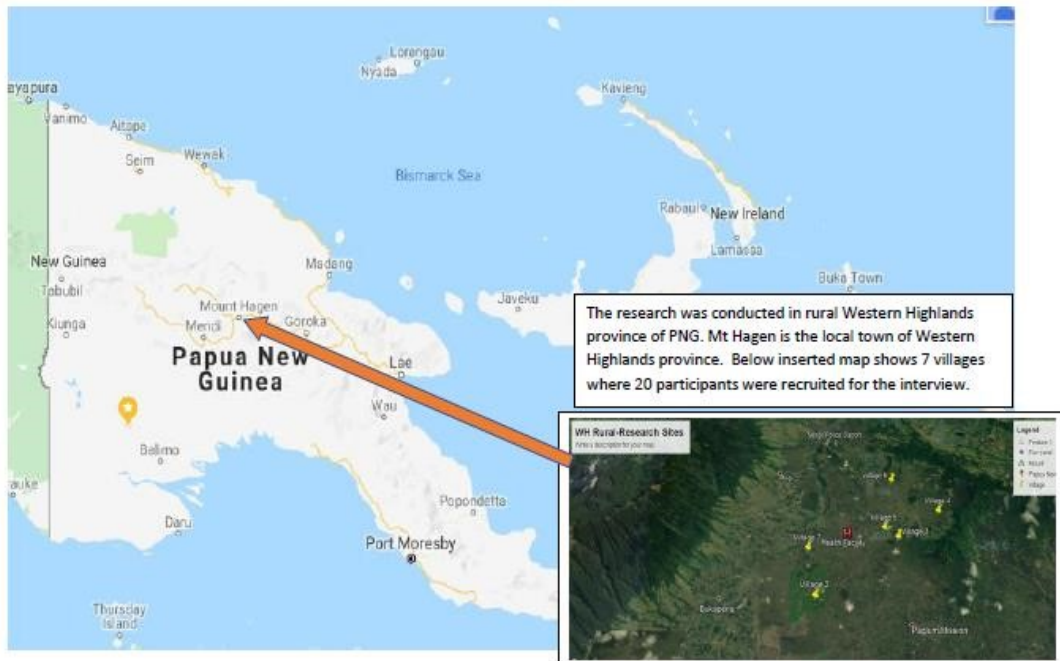 Lorengau
Nyada
Kavieng
Vanimo
Aitape
Seim
Wewak
Bismarck Sea
Rabaul
New Ireland
Lamassa
New Guinea
Tabubil
Madang
Buka Town
Kiunga
Mount Hagen
Mendi
Goroka
Javeku
Papua New
Guinea
Lae
Wau
Balimo
Daru
Popondetta
Port Moresby
Thursday
Island
The research was conducted in rural Western Highlands
province of PNG. Mt Hagen is the local town of Western
Highlands province. Below inserted map shows 7 villages
where 20 participants were recruited for the interview.
WH Rural-Research Sites
Legend
Village 4
Village 2